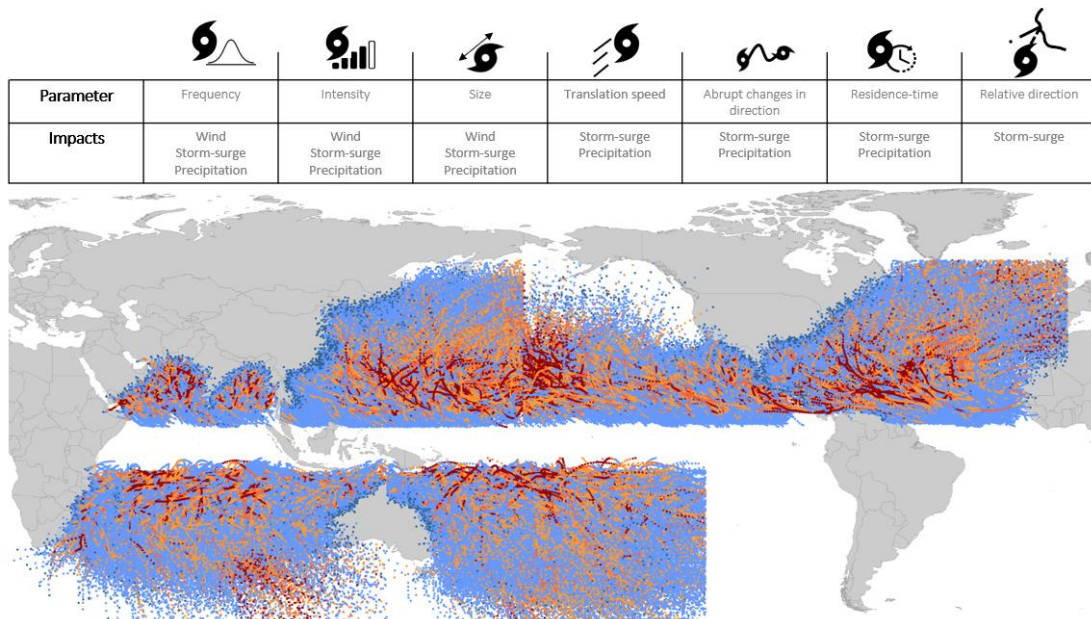 Parameter
Frequency
Intensity
Size
Translation speed
Abrupt changes in
direction
Residence-time
Relative direction
Impacts
Wind
Storm-surge
Precipitation
Wind
Storm-surge
Precipitation
Wind
Storm-surge
Precipitation
Storm-surge
Precipitation
Storm-surge
Precipitation
Storm-surge
Precipitation
Storm-surge